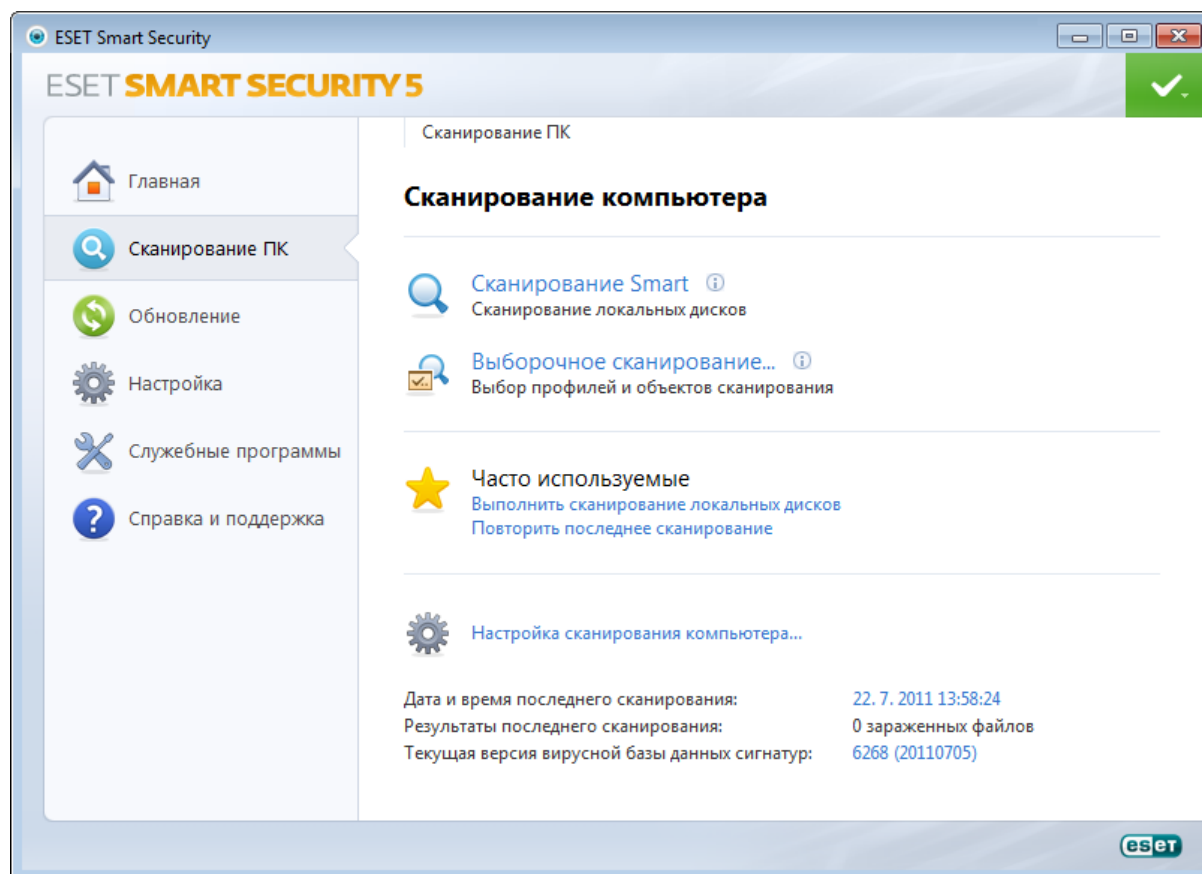 ESET Smart Security
ESET SMART SECURITY 5
Сканирование ПК
Главная
Сканирование ПК
Обновление
Настройка
Служебные программы
Справка и поддержка
Сканирование компьютера
Сканирование Smart
Сканирование локальных дисков
Выборочное сканирование...
Выбор профилей и объектов сканирования
Часто используемые
Выполнить сканирование локальных дисков
Повторить последнее сканирование
Настройка сканирования компьютера...
Дата и время последнего сканирования: 22. 7. 2011 13:58:24
Результаты последнего сканирования: 0 зараженных файлов
Текущая версия вирусной базы данных сигнатур: 6268 (20110705)
eset